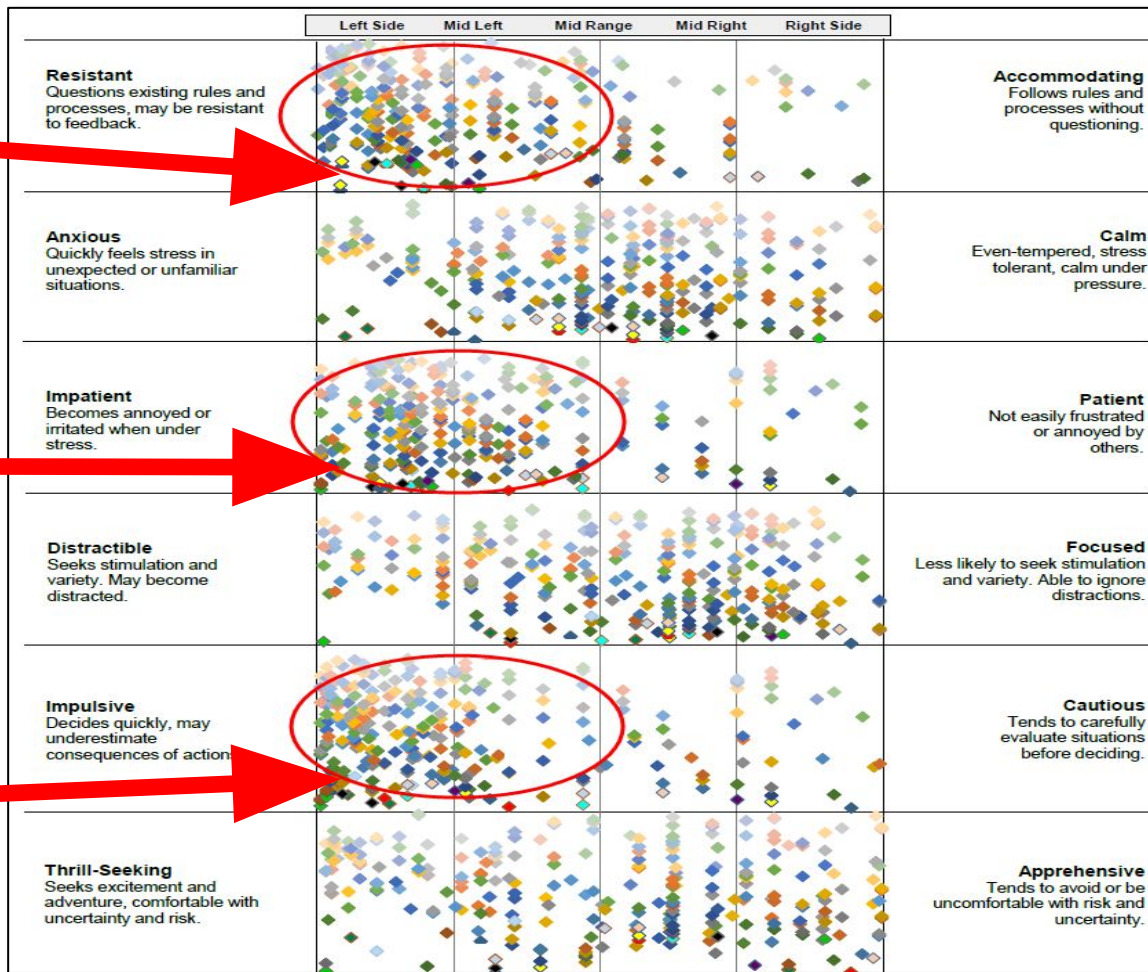 Left Side Mid Left Mid Range Mid Right Right Side
Resistant
Questions existing rules and
processes, may be resistant
to feedback.
Accommodating
Follows rules and
processes without
questioning.
Anxious
Quickly feels stress in
unexpected or unfamiliar
situations.
Calm
Even-tempered, stress
tolerant, calm under
pressure.
Impatient
Becomes annoyed or
irritated when under
stress.
Patient
Not easily frustrated
or annoyed by
others.
Distractible
Seeks stimulation and
variety. May become
distracted.
Focused
Less likely to seek stimulation
and variety. Able to ignore
distractions.
Impulsive
Decides quickly, may
underestimate
consequences of actions
Cautious
Tends to carefully
evaluate situations
before deciding.
Thrill-Seeking
Seeks excitement and
adventure, comfortable with
uncertainty and risk.
Apprehensive
Tends to avoid or be
uncomfortable with risk and
uncertainty.